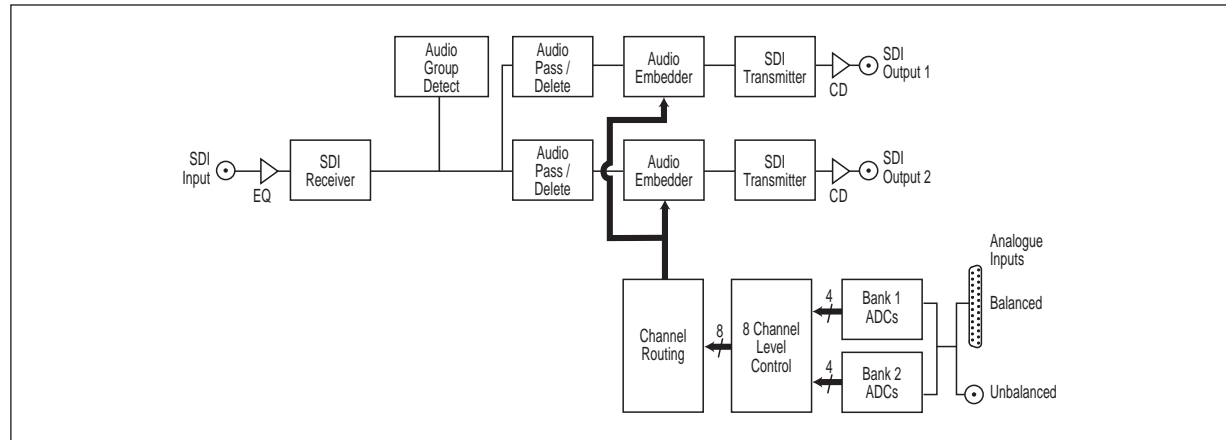 Audio
Group
Detect
Audio
Pass /
Delete
Audio
Embedder
SDI
Transmitter
CD
SDI
Output 1
SDI
Input
EQ
SDI
Receiver
Audio
Pass /
Delete
Audio
Embedder
SDI
Transmitter
CD
SDI
Output 2
Channel
Routing
8
8 Channel
Level
Control
4
Bank 1
ADCs
4
Bank 2
ADCs
Analogue
Inputs
Balanced
Unbalanced